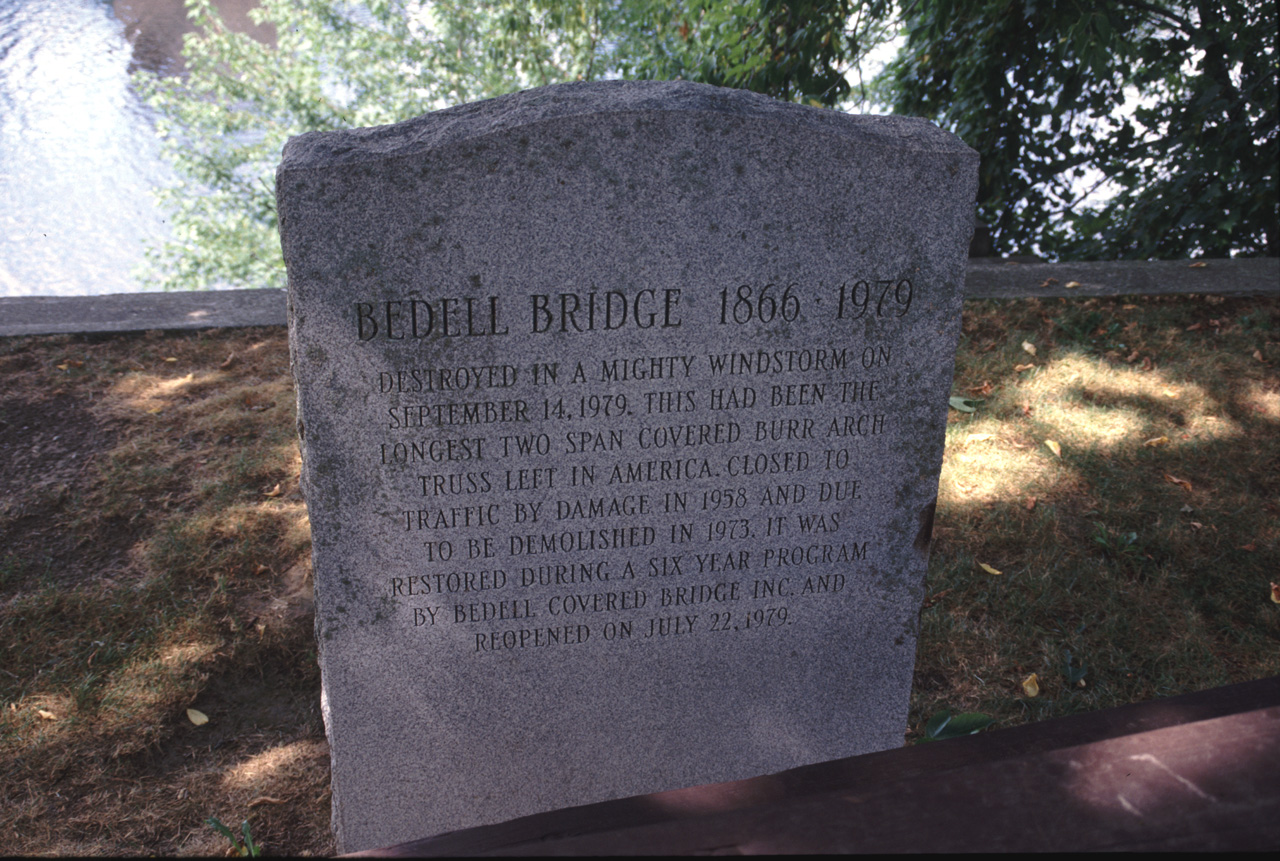 BEDELL BRIDGE 1866 · 1979
DESTROYED IN A MIGHTY WINDSTORM ON
SEPTEMBER 14, 1979. THIS HAD BEEN THE
LONGEST TWO SPAN COVERED BURR ARCH
TRUSS LEFT IN AMERICA. CLOSED TO
TRAFFIC BY DAMAGE IN 1958 AND DUE
TO BE DEMOLISHED IN 1973, IT WAS
RESTORED DURING A SIX YEAR PROGRAM
BY BEDELL COVERED BRIDGE INC. AND
REOPENED ON JULY 22, 1979.